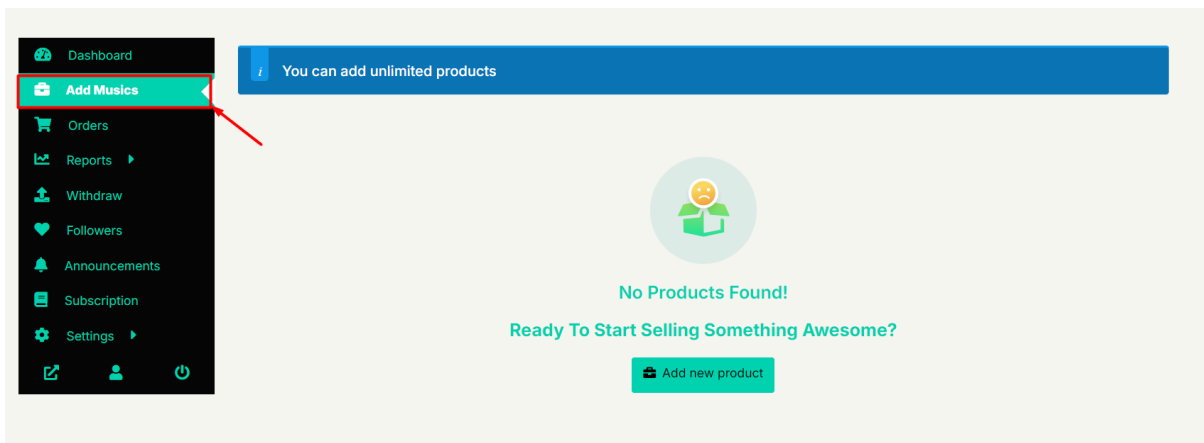 Dashboard
Add Musics
Orders
Reports
Withdraw
Followers
Announcements
Subscription
Settings
i You can add unlimited products
No Products Found!
Ready To Start Selling Something Awesome?
Add new product